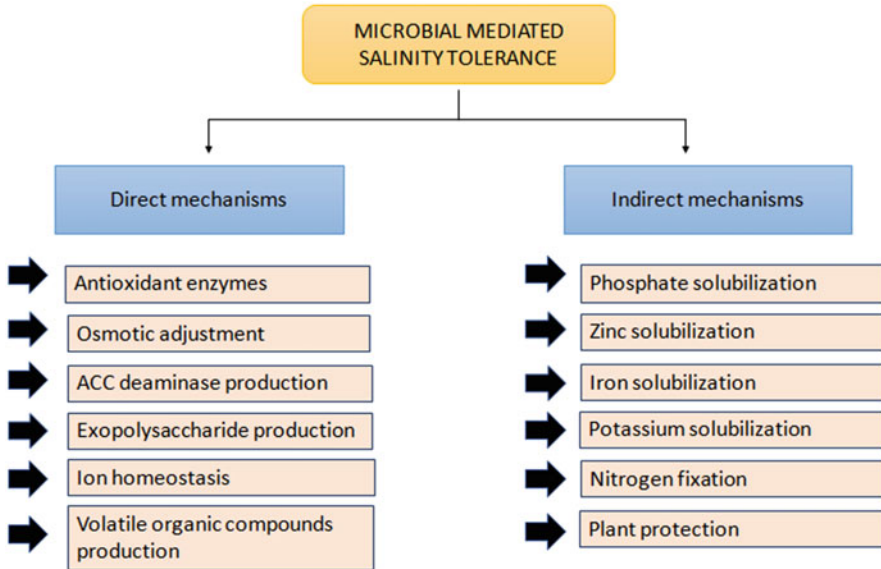 MICROBIAL MEDIATED
SALINITY TOLERANCE
Direct mechanisms
Antioxidant enzymes
Osmotic adjustment
ACC deaminase production
Exopolysaccharide production
Ion homeostasis
Volatile organic compounds
production
Indirect mechanisms
Phosphate solubilization
Zinc solubilization
Iron solubilization
Potassium solubilization
Nitrogen fixation
Plant protection